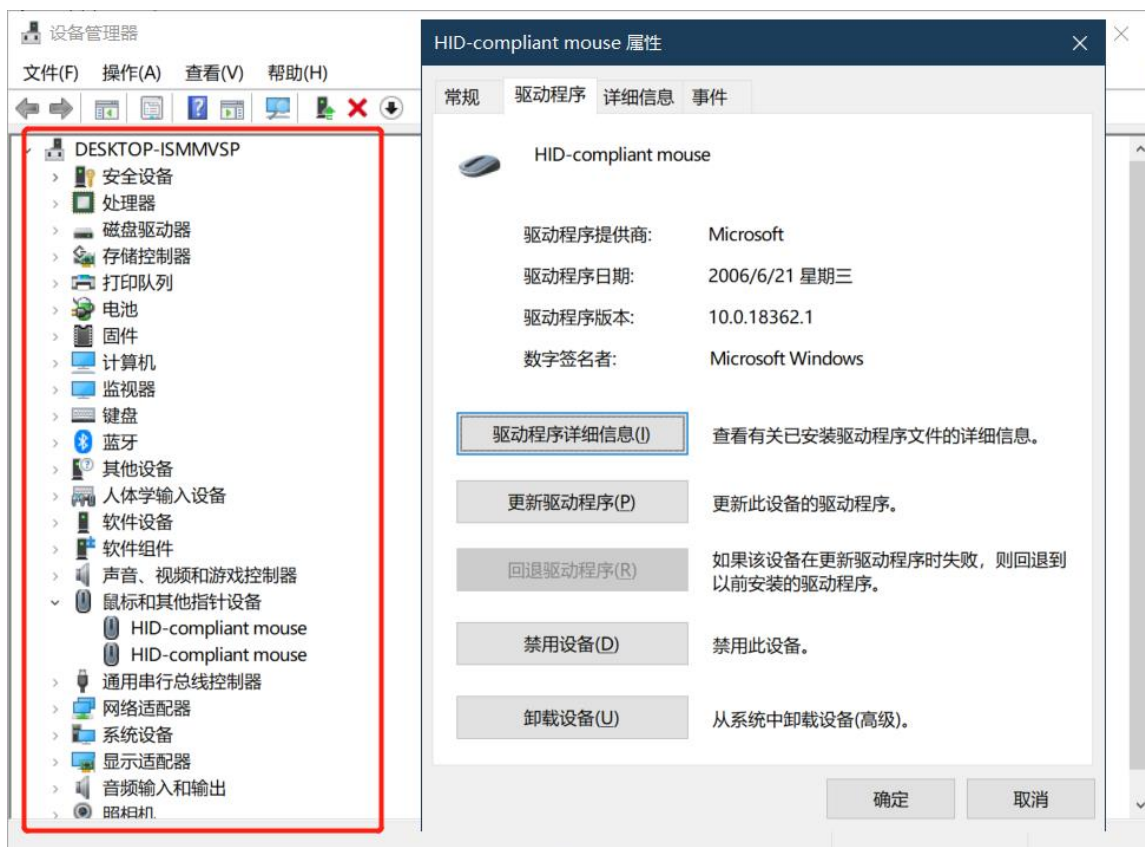 设备管理器
文件(F) 操作(A) 查看(V) 帮助(H)
DESKTOP-ISMMVSP
安全设备
处理器
磁盘驱动器
存储控制器
打印队列
电池
固件
计算机
监视器
键盘
蓝牙
其他设备
人体学输入设备
软件设备
软件组件
声音、视频和游戏控制器
鼠标和其他指针设备
HID-compliant mouse
HID-compliant mouse
通用串行总线控制器
网络适配器
系统设备
显示适配器
音频输入和输出
照相机
HID-compliant mouse 属性
常规 驱动程序 详细信息 事件
HID-compliant mouse
驱动程序提供商: Microsoft
驱动程序日期: 2006/6/21 星期三
驱动程序版本: 10.0.18362.1
数字签名者: Microsoft Windows
驱动程序详细信息(I) 查看有关已安装驱动程序文件的详细信息。
更新驱动程序(P) 更新此设备的驱动程序。
回退驱动程序(R) 如果该设备在更新驱动程序时失败，则回退到
以前安装的驱动程序。
禁用设备(D) 禁用此设备。
卸载设备(U) 从系统中卸载设备(高级)。
确定 取消